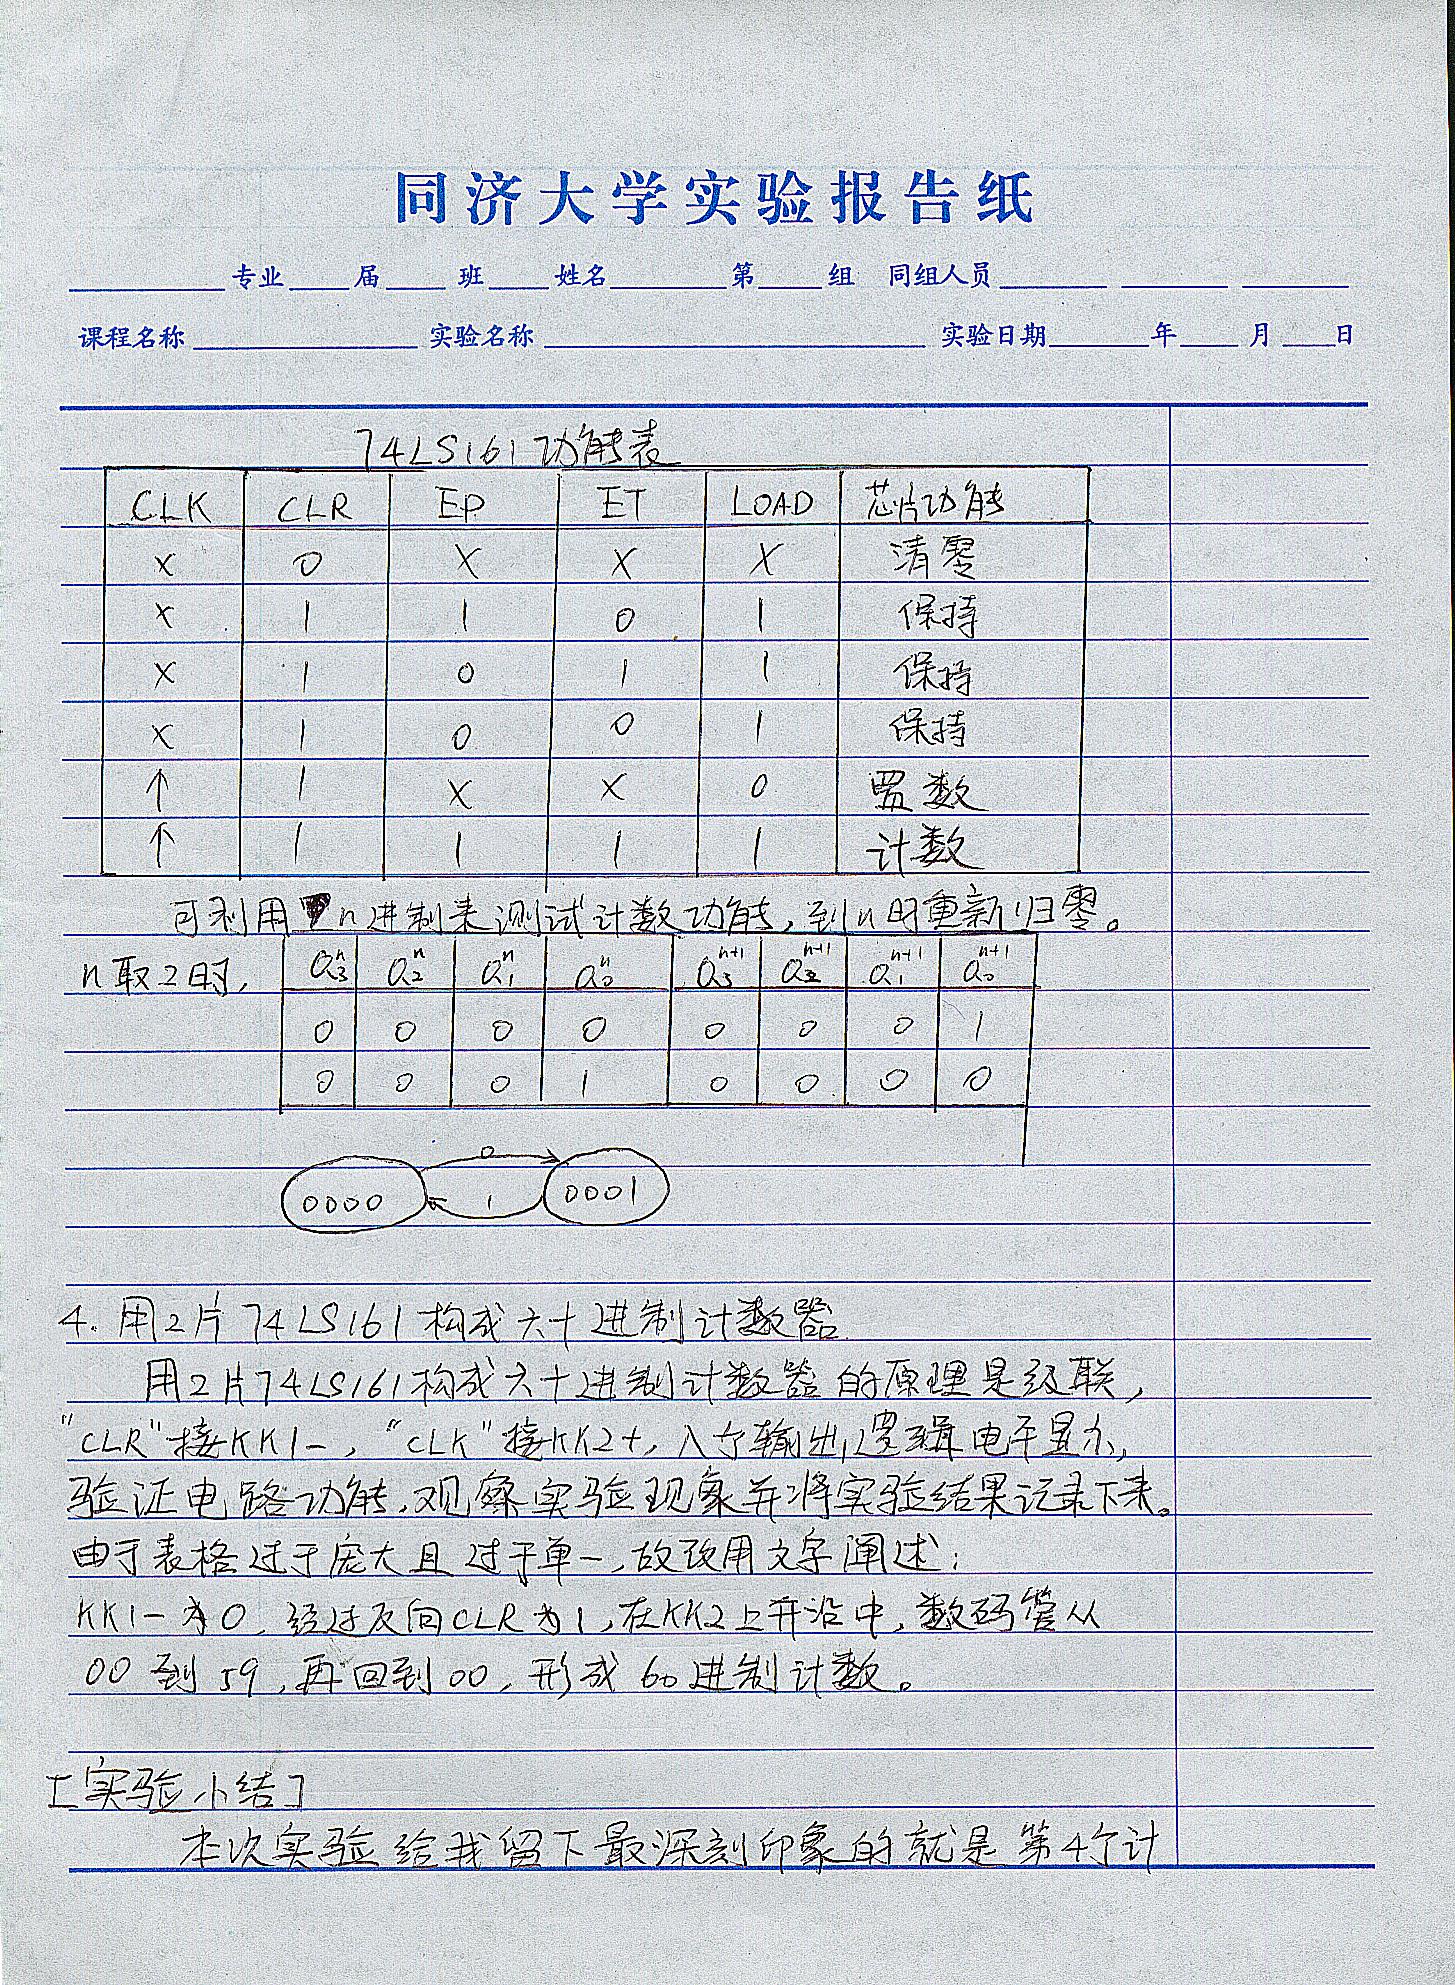 同济大学实验报告纸
专业 届 班 姓名 第 组 同组人员
课程名称 实验名称 实验日期 年 月 日
74LS161功能表
CLK CLR EP ET LOAD 芯片功能
X 0 X X X 清零
X 1 1 0 1 保持
X 1 0 1 1 保持
X 1 0 0 1 保持
↑ 1 X X 0 置数
↑ 1 1 1 1 计数
可利用n进制来测试计数功能,到n时重新归零。
n取2时, Q₃ⁿ Q₂ⁿ Q₁ⁿ Q₀ⁿ Q₃ⁿ⁺¹ Q₂ⁿ⁺¹ Q₁ⁿ⁺¹ Q₀ⁿ⁺¹
0 0 0 0 0 0 0 1
0 0 0 1 0 0 0 0
0
0000 1 0001
4. 用2片74LS161构成六十进制计数器
用2片74LS161构成六十进制计数器的原理是级联,
"CLR"接KK1-, "CLK"接KK2+, 八个输出,逻辑电平显示,
验证电路功能,观察实验现象并将实验结果记录下来。
由于表格过于庞大且过于单一,故改用文字阐述:
KK1-为0,经过反向CLR为1,在KK2上升沿中,数码管从
00到59,再回到00,形成60进制计数。
[实验小结]
本次实验给我留下最深刻印象的就是第4个计